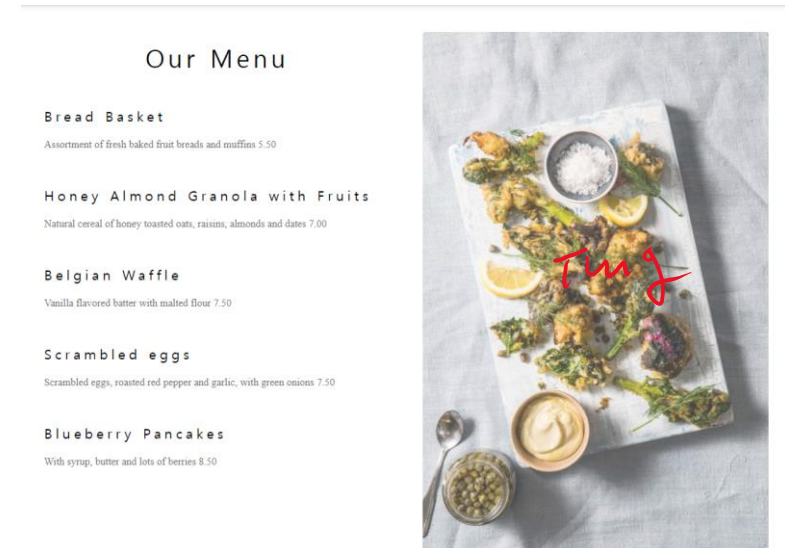 Our Menu
Bread Basket
Assortment of fresh baked fruit breads and muffins 5.50
Honey Almond Granola with Fruits
Natural cereal of honey toasted oats, raisins, almonds and dates 7.00
Belgian Waffle
Vanilla flavored batter with malted flour 7.50
Scrambled eggs
Scrambled eggs, roasted red pepper and garlic, with green onions 7.50
Blueberry Pancakes
With syrup, butter and lots of berries 8.50